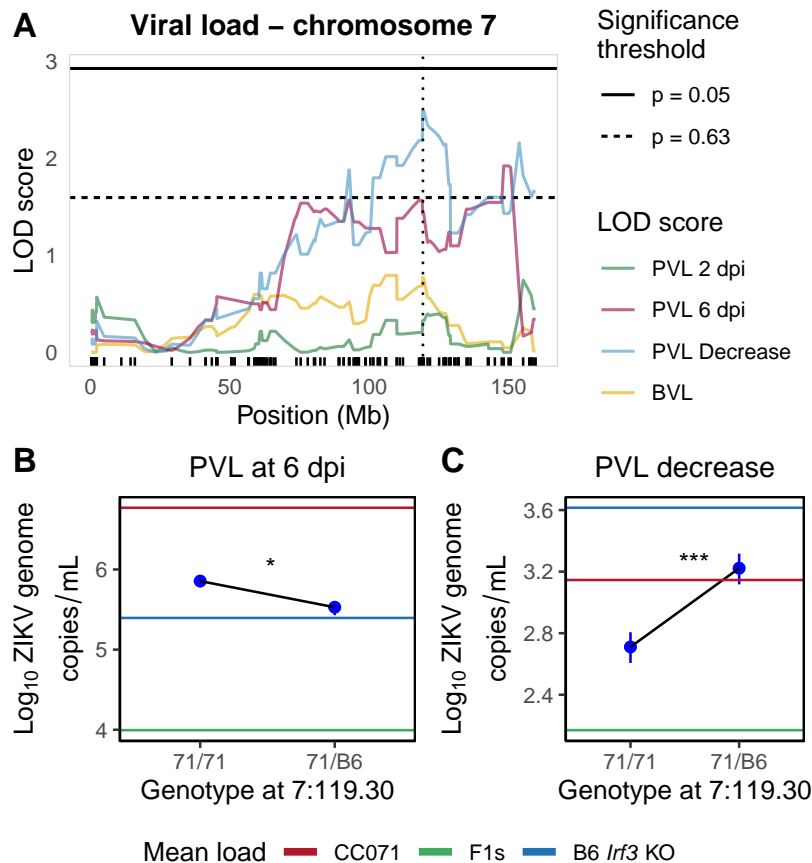 A
Viral load – chromosome 7
LOD score
3
2
1
0
0
50
100
150
Position (Mb)
Significance
threshold
p = 0.05
p = 0.63
LOD score
PVL 2 dpi
PVL 6 dpi
PVL Decrease
BVL
B
PVL at 6 dpi
Log10 ZIKV genome
copies/mL
6
5
4
*
71/71
71/B6
Genotype at 7:119.30
C
PVL decrease
Log10 ZIKV genome
copies/mL
3.6
3.2
2.8
2.4
***
71/71
71/B6
Genotype at 7:119.30
Mean load
CC071
F1s
B6 Irf3 KO